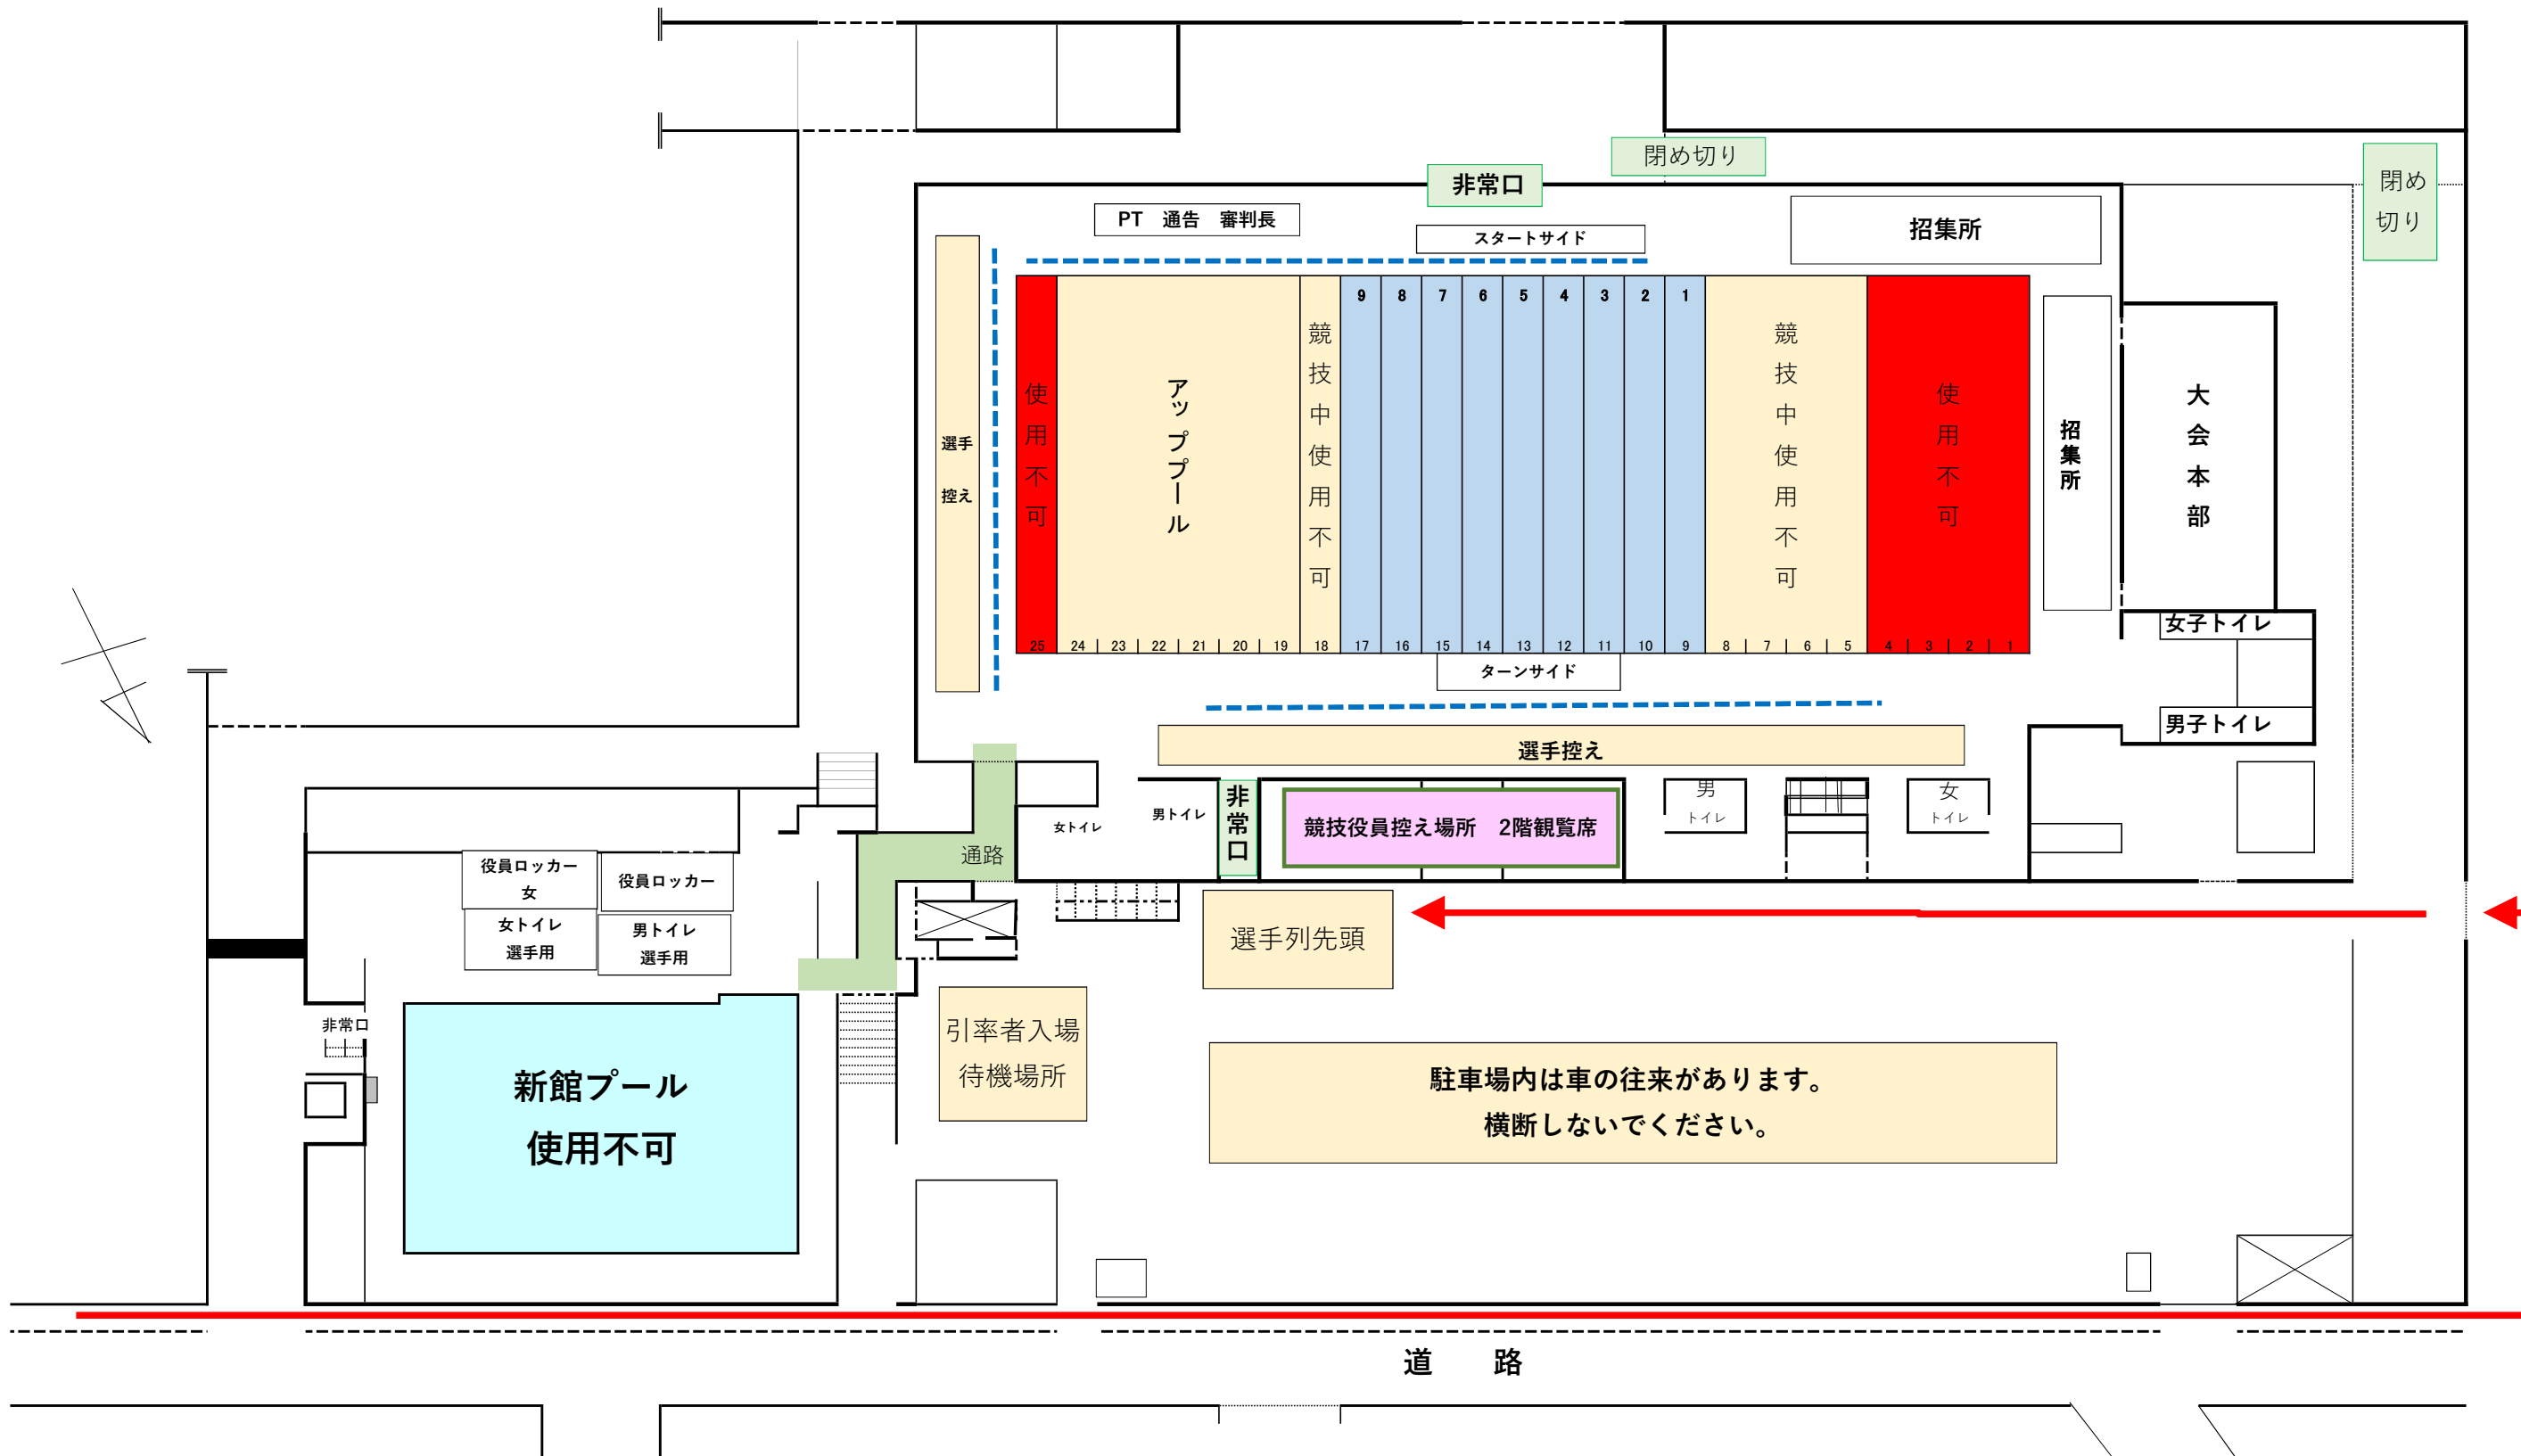 閉め切り
閉め
切り
非常口
PT　通告　審判長
スタートサイド
招集所
9 8 7 6 5 4 3 2 1
選手
控え
使用不可
アッププール
競技中使用不可
競技中使用不可
使用不可
招集所
大会本部
25 24 23 22 21 20 19 18 17 16 15 14 13 12 11 10 9 8 7 6 5 4 3 2 1
女子トイレ
ターンサイド
男子トイレ
選手控え
女トイレ
男トイレ
非常口
競技役員控え場所　2階観覧席
男
トイレ
女
トイレ
通路
役員ロッカー
女
役員ロッカー
女トイレ
選手用
男トイレ
選手用
選手列先頭
非常口
引率者入場
待機場所
新館プール
使用不可
駐車場内は車の往来があります。
横断しないでください。
道　路